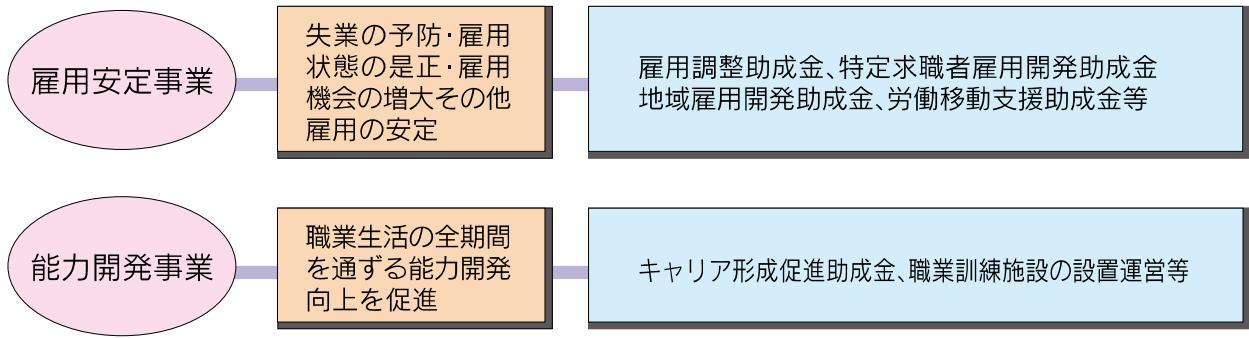 雇用安定事業
失業の予防・雇用
状態の是正・雇用
機会の増大その他
雇用の安定
雇用調整助成金、特定求職者雇用開発助成金
地域雇用開発助成金、労働移動支援助成金等
能力開発事業
職業生活の全期間
を通ずる能力開発
向上を促進
キャリア形成促進助成金、職業訓練施設の設置運営等